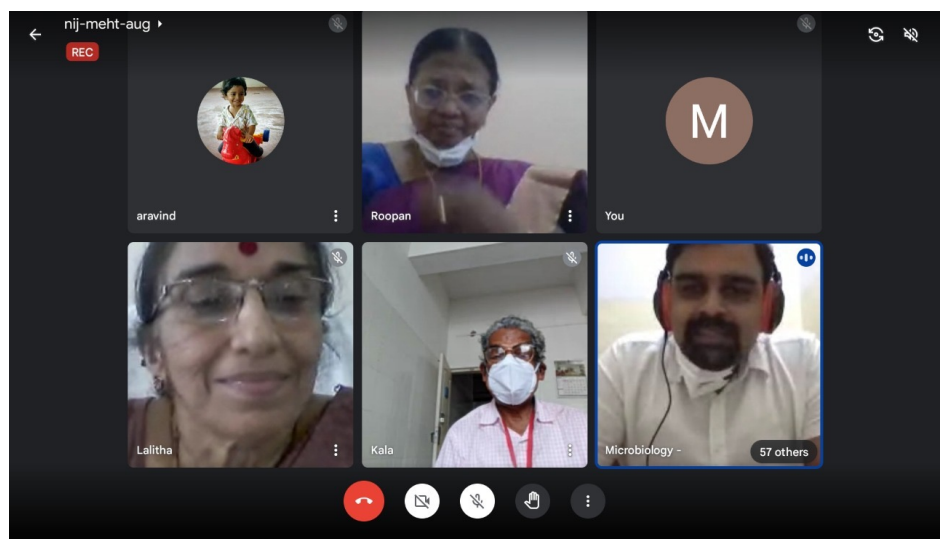 nij-meht-aug
REC
aravind
Roopan
M
You
Lalitha
Kala
Microbiology -
57 others